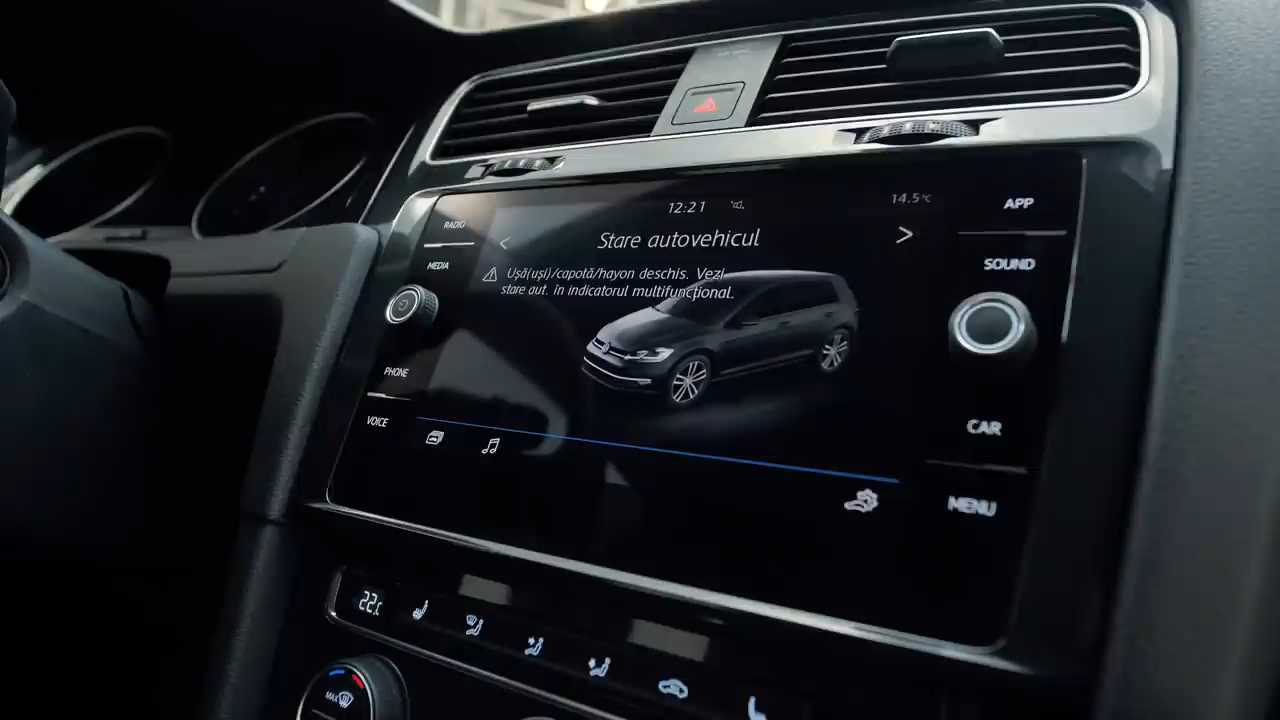 12:21
14.5°C
RADIO
Stare autovehicul
APP
MEDIA
SOUND
Ușă(uși)/capotă/hayon deschis. Vezi
stare aut. în indicatorul multifuncțional.
PHONE
VOICE
CAR
MENU
22c
MAX